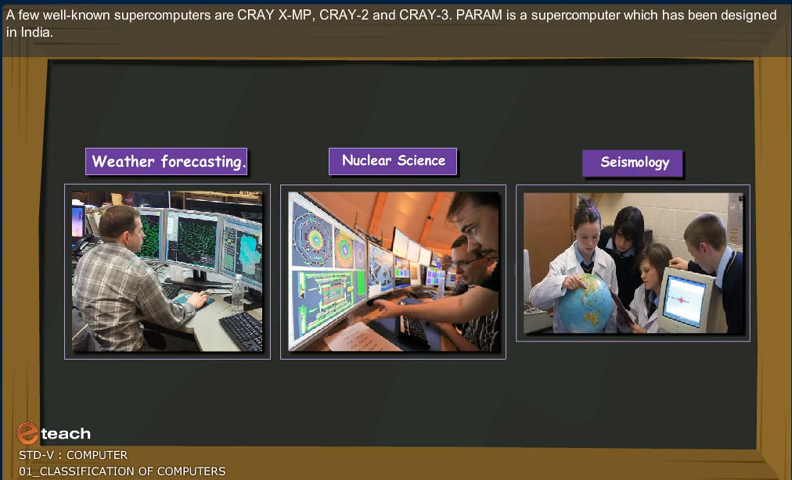 A few well-known supercomputers are CRAY X-MP, CRAY-2 and CRAY-3. PARAM is a supercomputer which has been designed
in India.
Weather forecasting.
Nuclear Science
Seismology
eteach
STD-V : COMPUTER
01_CLASSIFICATION OF COMPUTERS